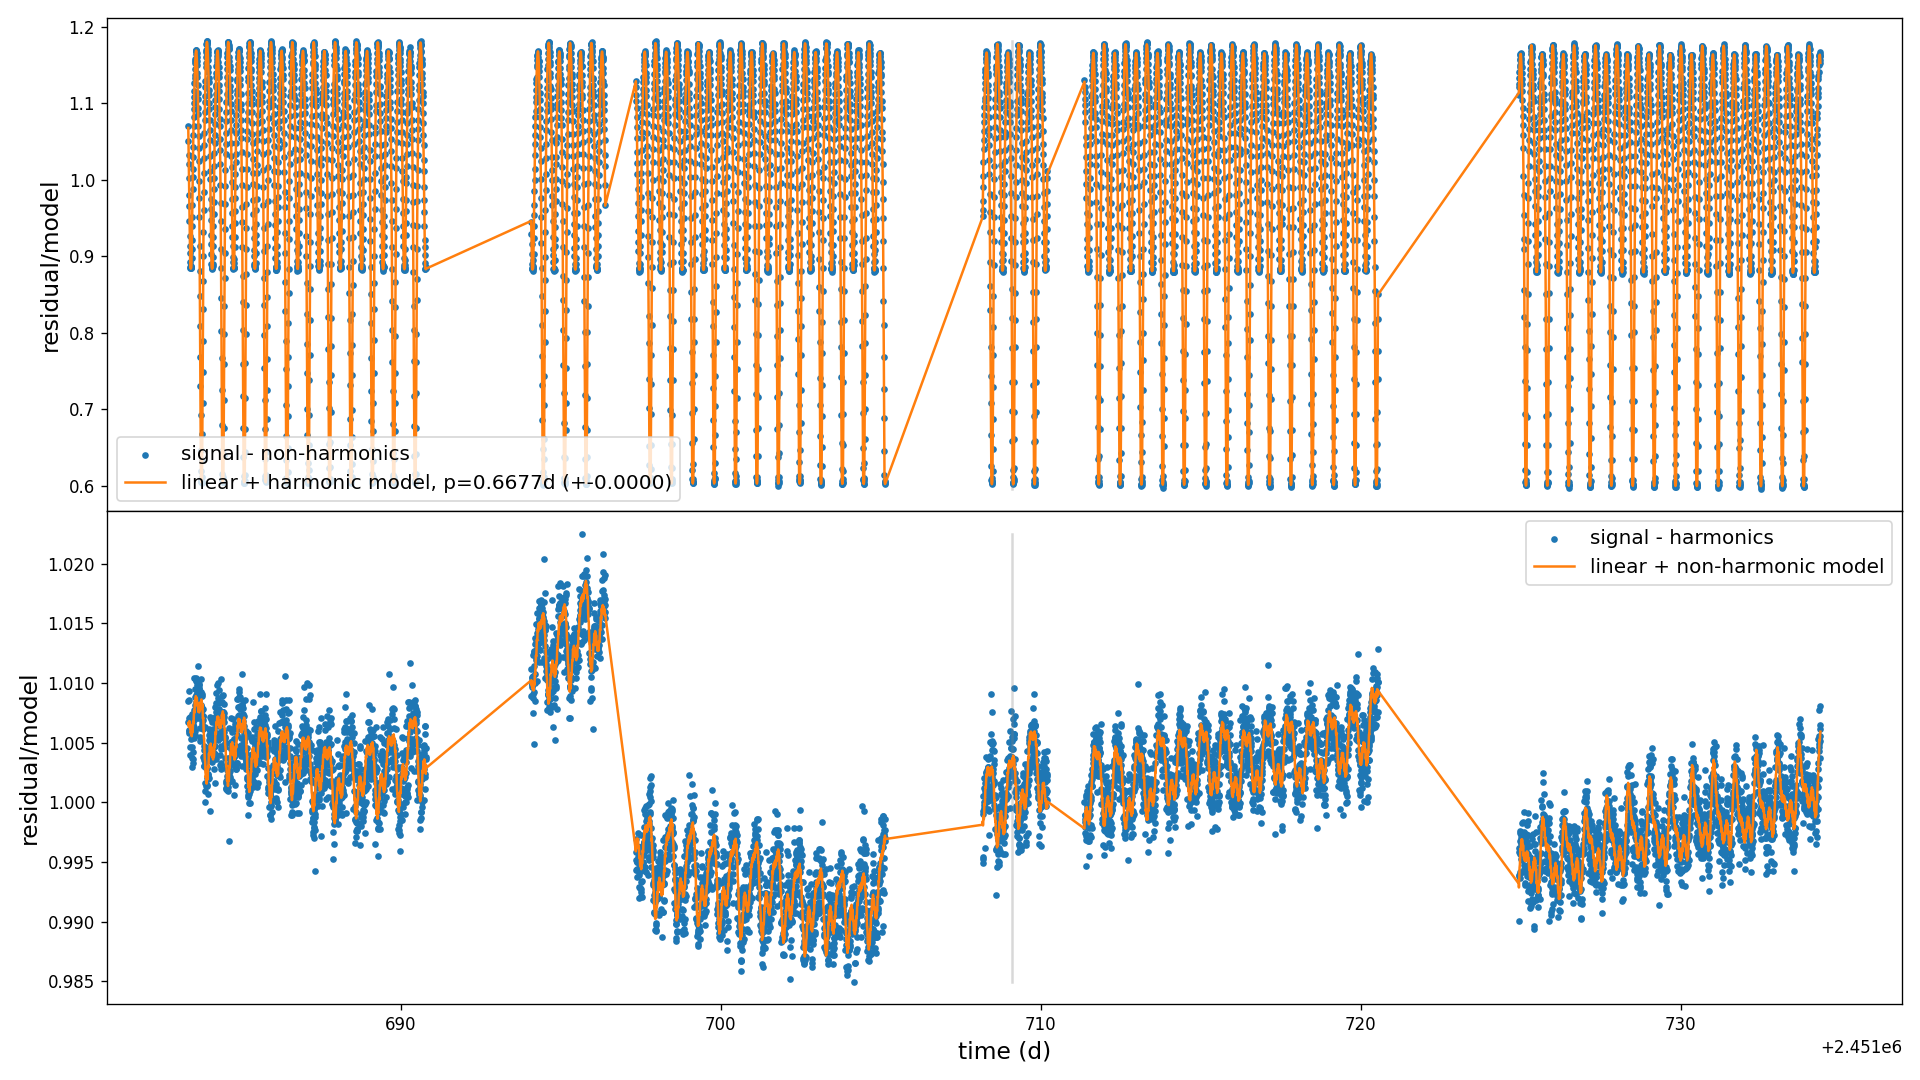 1.2
1.1
1.0
0.9
0.8
0.7
0.6
residual/model
signal - non-harmonics
linear + harmonic model, p=0.6677d (+-0.0000)
1.020
1.015
1.010
1.005
1.000
0.995
0.990
0.985
residual/model
signal - harmonics
linear + non-harmonic model
690
700
710
720
730
time (d)
+2.451e6